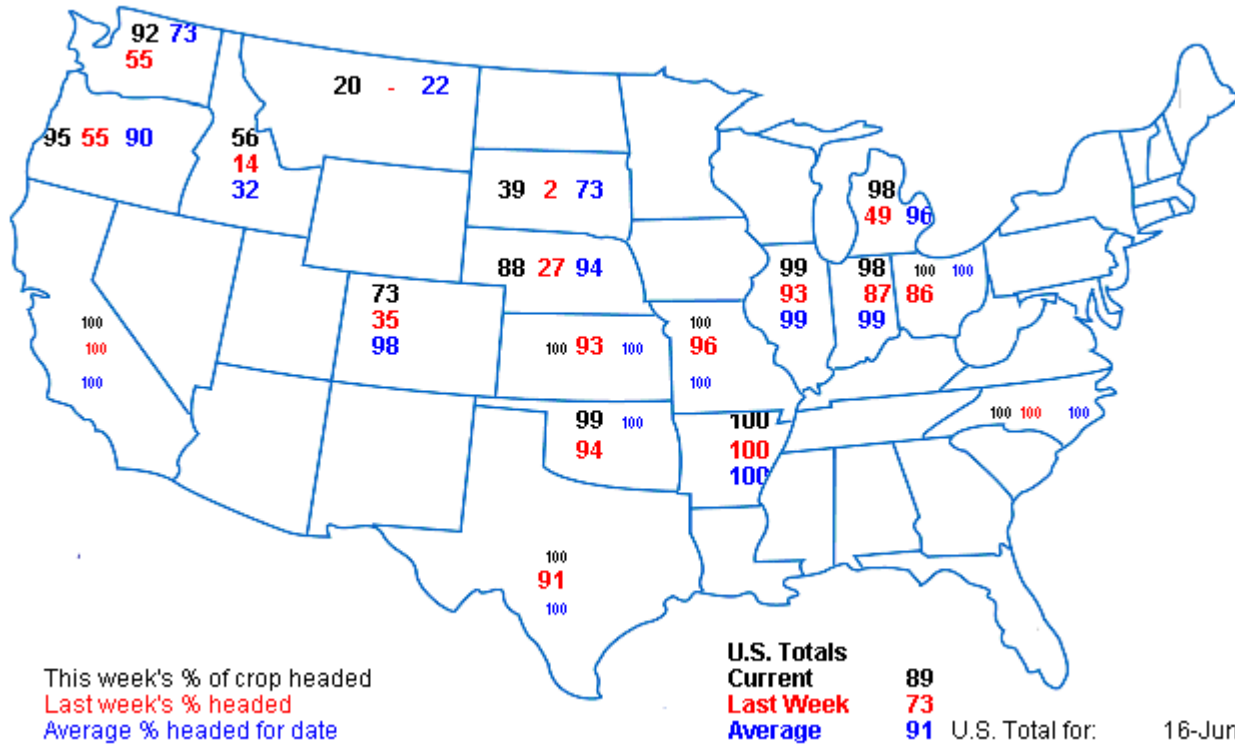 92 73
55
20 - 22
95 55 90
56
14
32
39 2 73
98
49 96
88 27 94
99
93
99
98
87
99
100 100
86
73
35
98
100
100
100
100 93 100
100
96
100
99 100
94
100
100
100
100 100 100
100
91
100
This week's % of crop headed
Last week's % headed
Average % headed for date
U.S. Totals
Current 89
Last Week 73
Average 91 U.S. Total for: 16-Jun